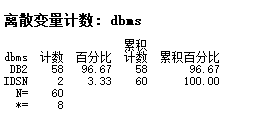 离散变量计数: dbms
累积
dbms 计数 百分比 计数 累积百分比
DB2 58 96.67 58 96.67
IDSN 2 3.33 60 100.00
N= 60
*= 8